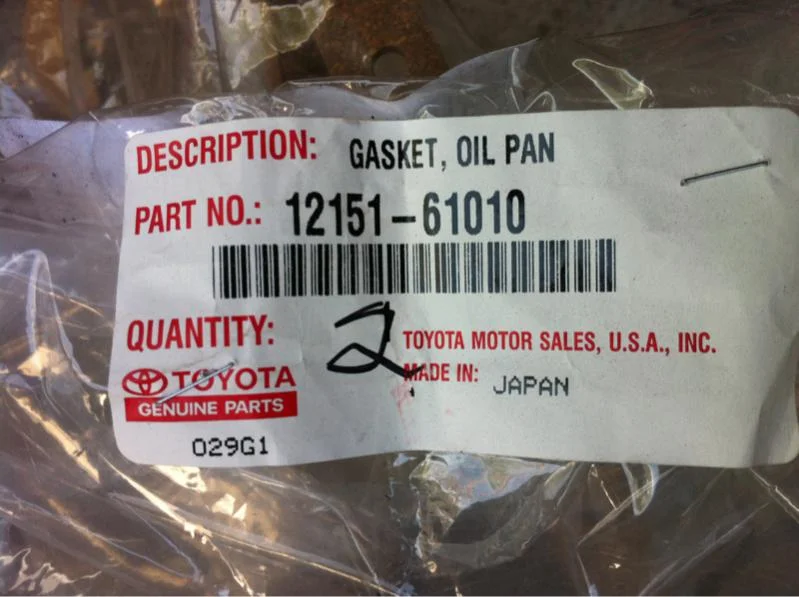 DESCRIPTION: GASKET, OIL PAN
PART NO.: 12151-61010
QUANTITY: 2
TOYOTA MOTOR SALES, U.S.A., INC.
MADE IN: JAPAN
TOYOTA
GENUINE PARTS
029G1